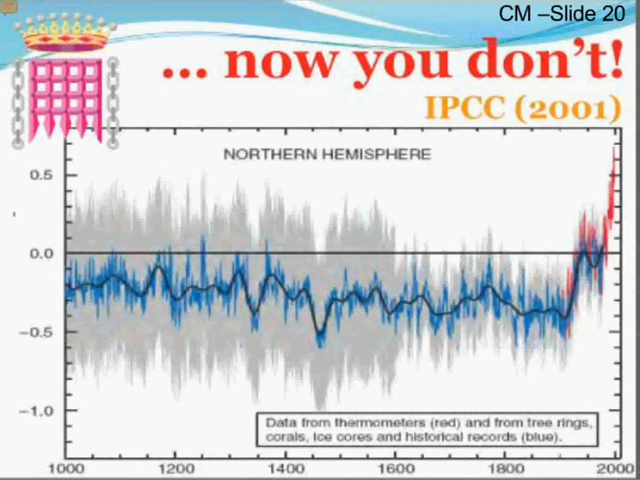 CM –Slide 20
... now you don't!
IPCC (2001)
NORTHERN HEMISPHERE
0.5
0.0
−0.5
−1.0
Data from thermometers (red) and from tree rings,
corals, ice cores and historical records (blue).
1000 1200 1400 1600 1800 2000